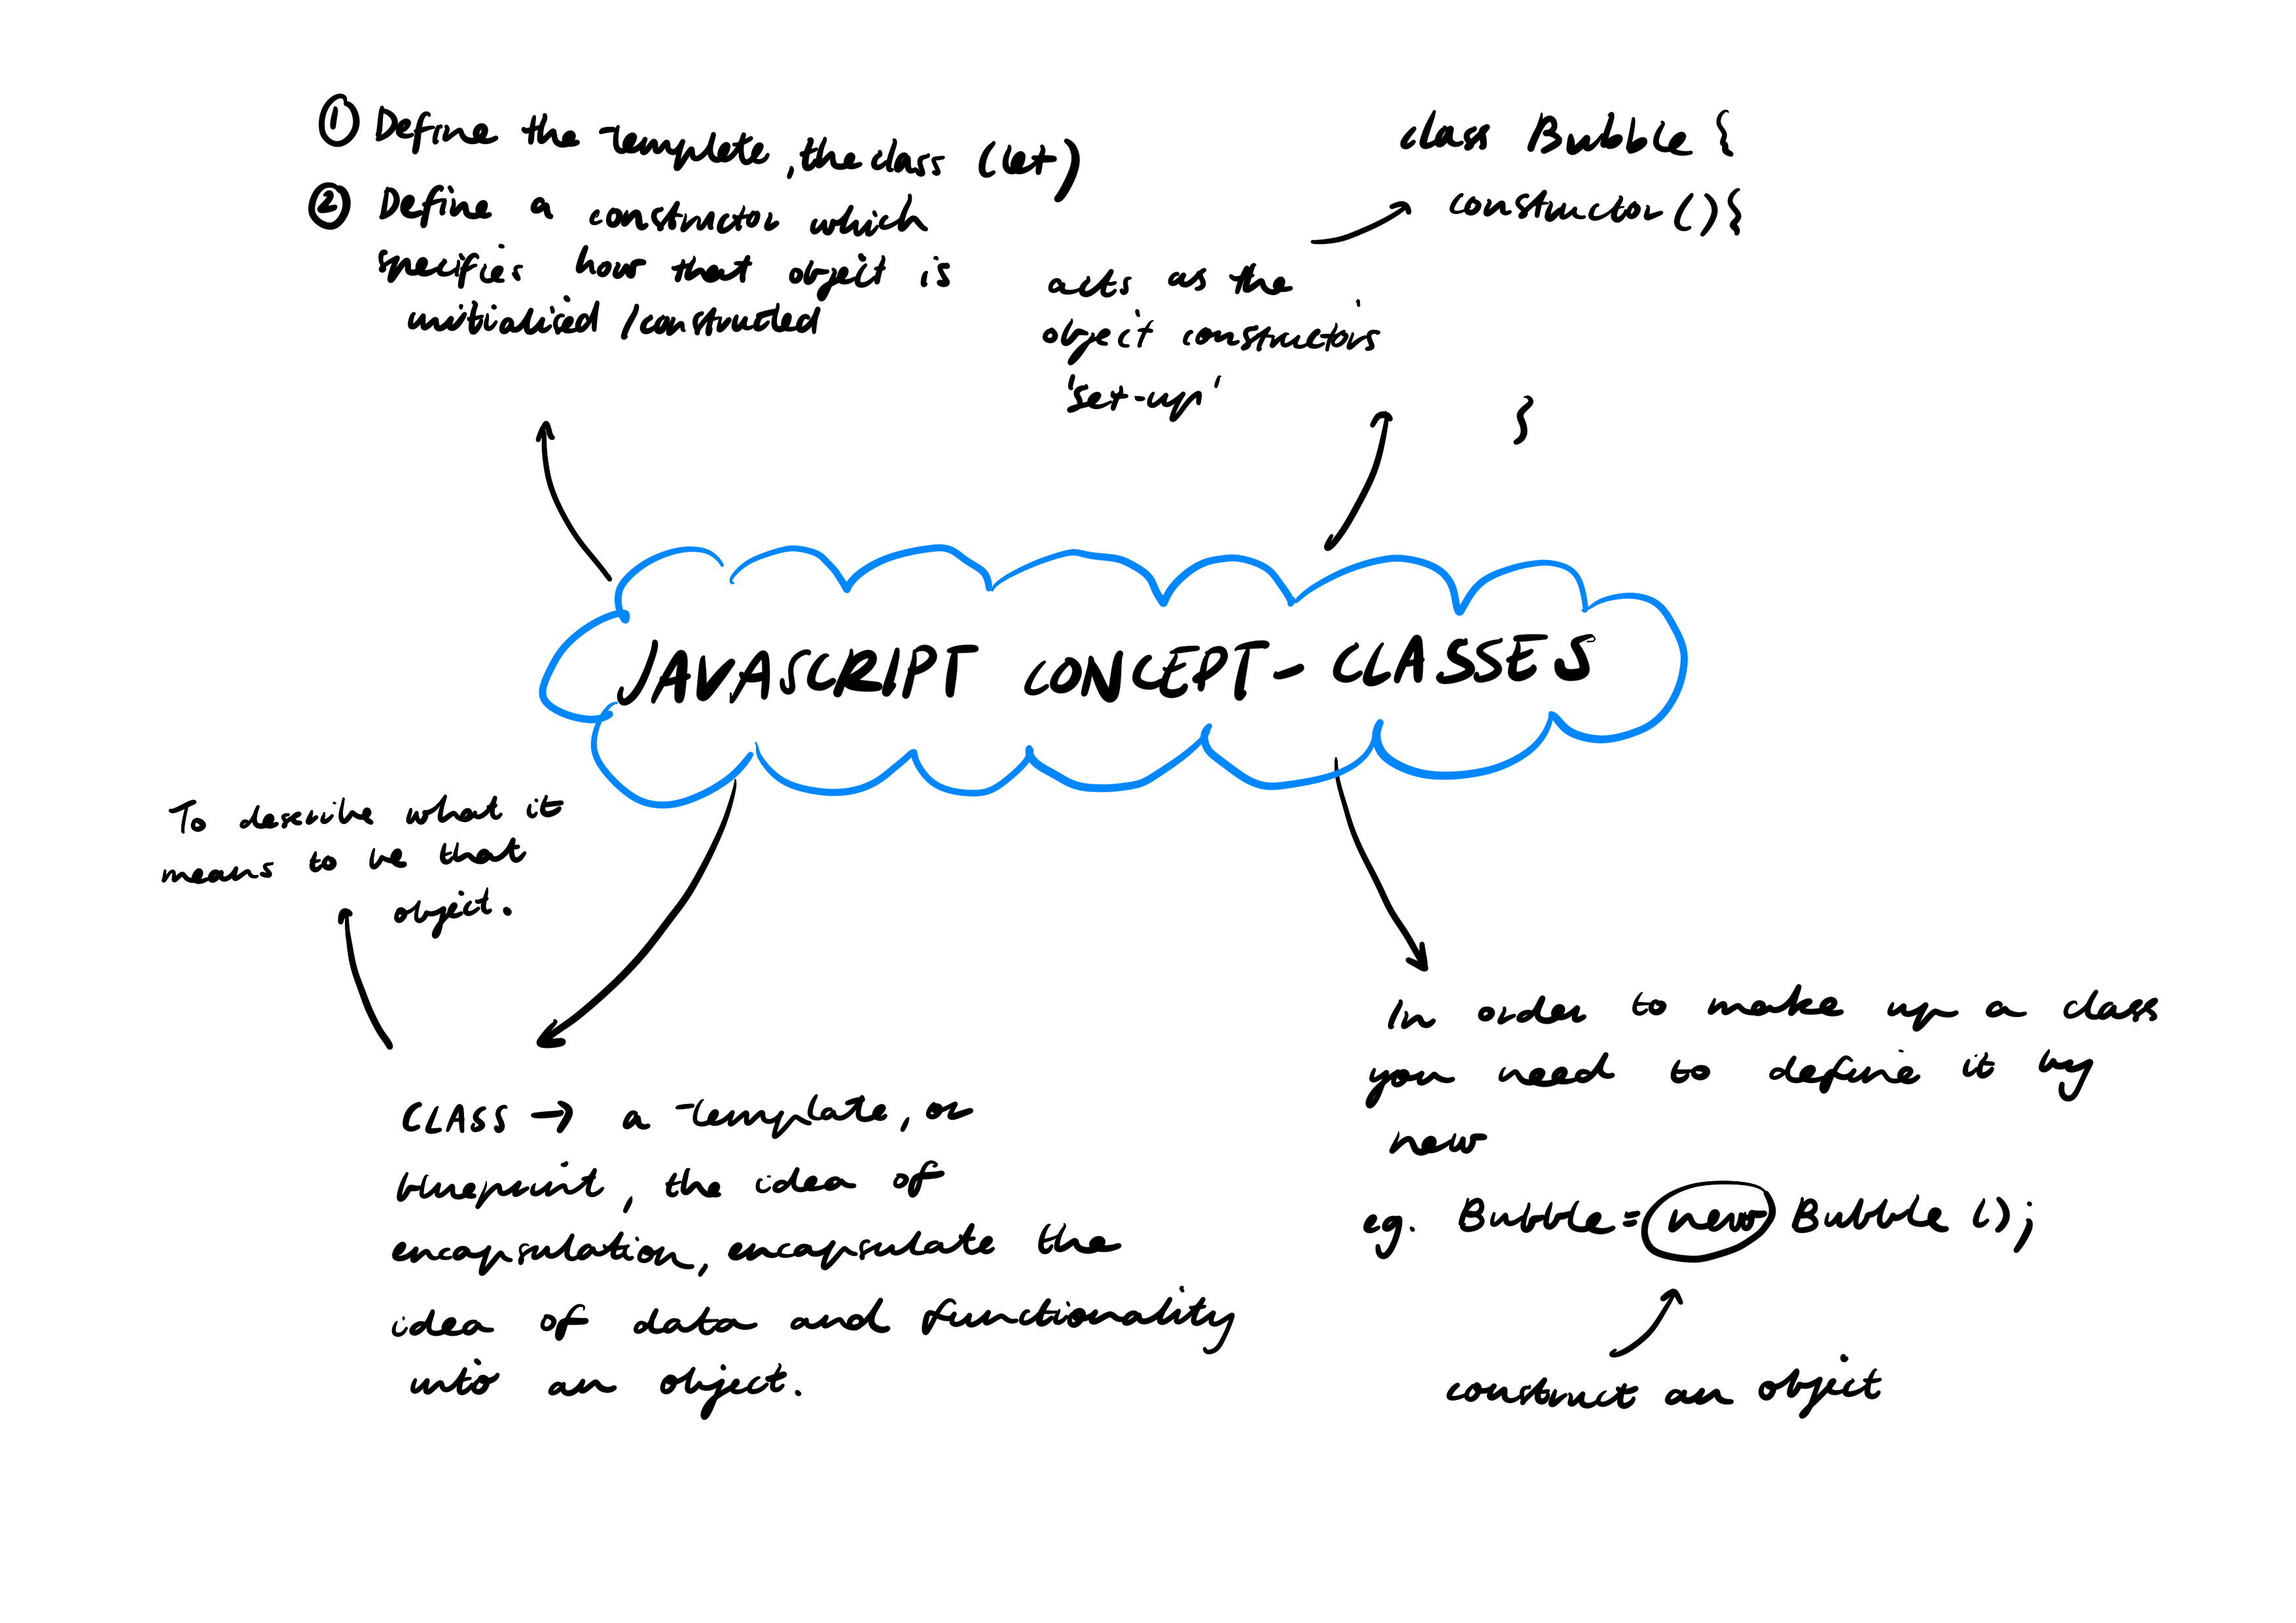 ① Define the template, the class (let)
② Define a constructor which
specifies how that object is
initialised / constructed
class Bubble {
constructor () {
acts as the
object constructors
'set-up'
}
JAVASCRIPT CONCEPT - CLASSES
To describe what it
means to be that
object.
CLASS → a template, or
blueprint, the idea of
encapsulation, encapsulate the
idea of data and functionality
into an object.
In order to make up a class
you need to define it by
new
eg. Bubble = new Bubble ();
construct an object